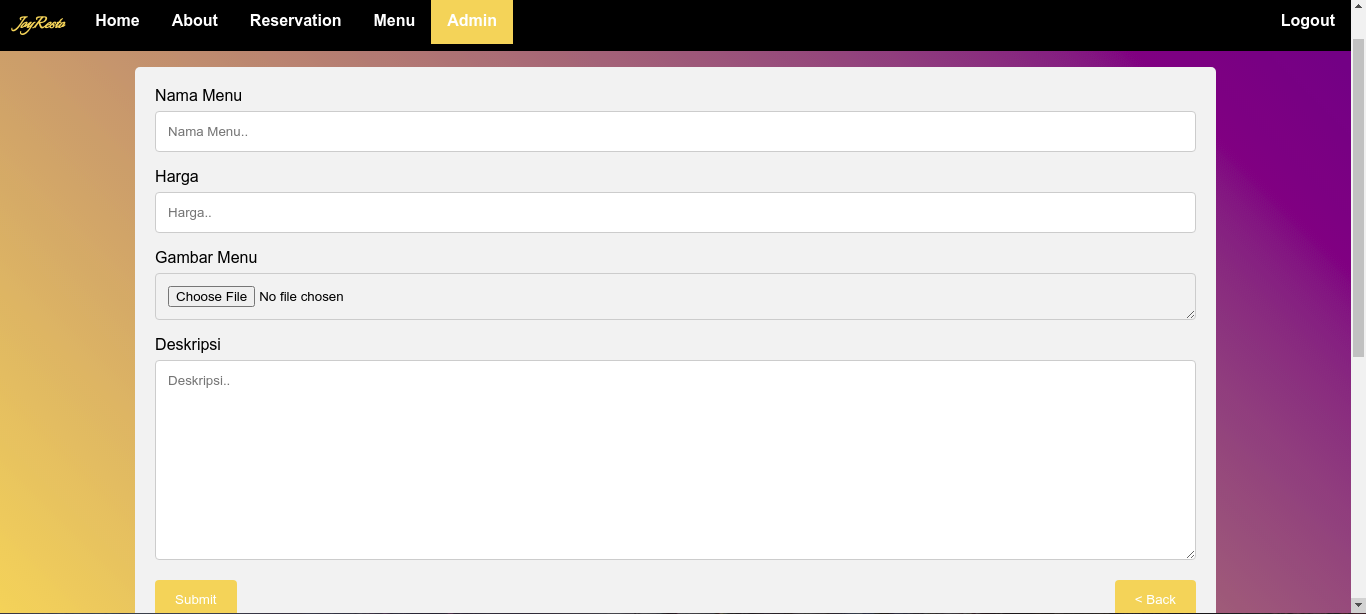 JoyResto Home About Reservation Menu Admin Logout
Nama Menu
Nama Menu..
Harga
Harga..
Gambar Menu
Choose File No file chosen
Deskripsi
Deskripsi..
Submit < Back